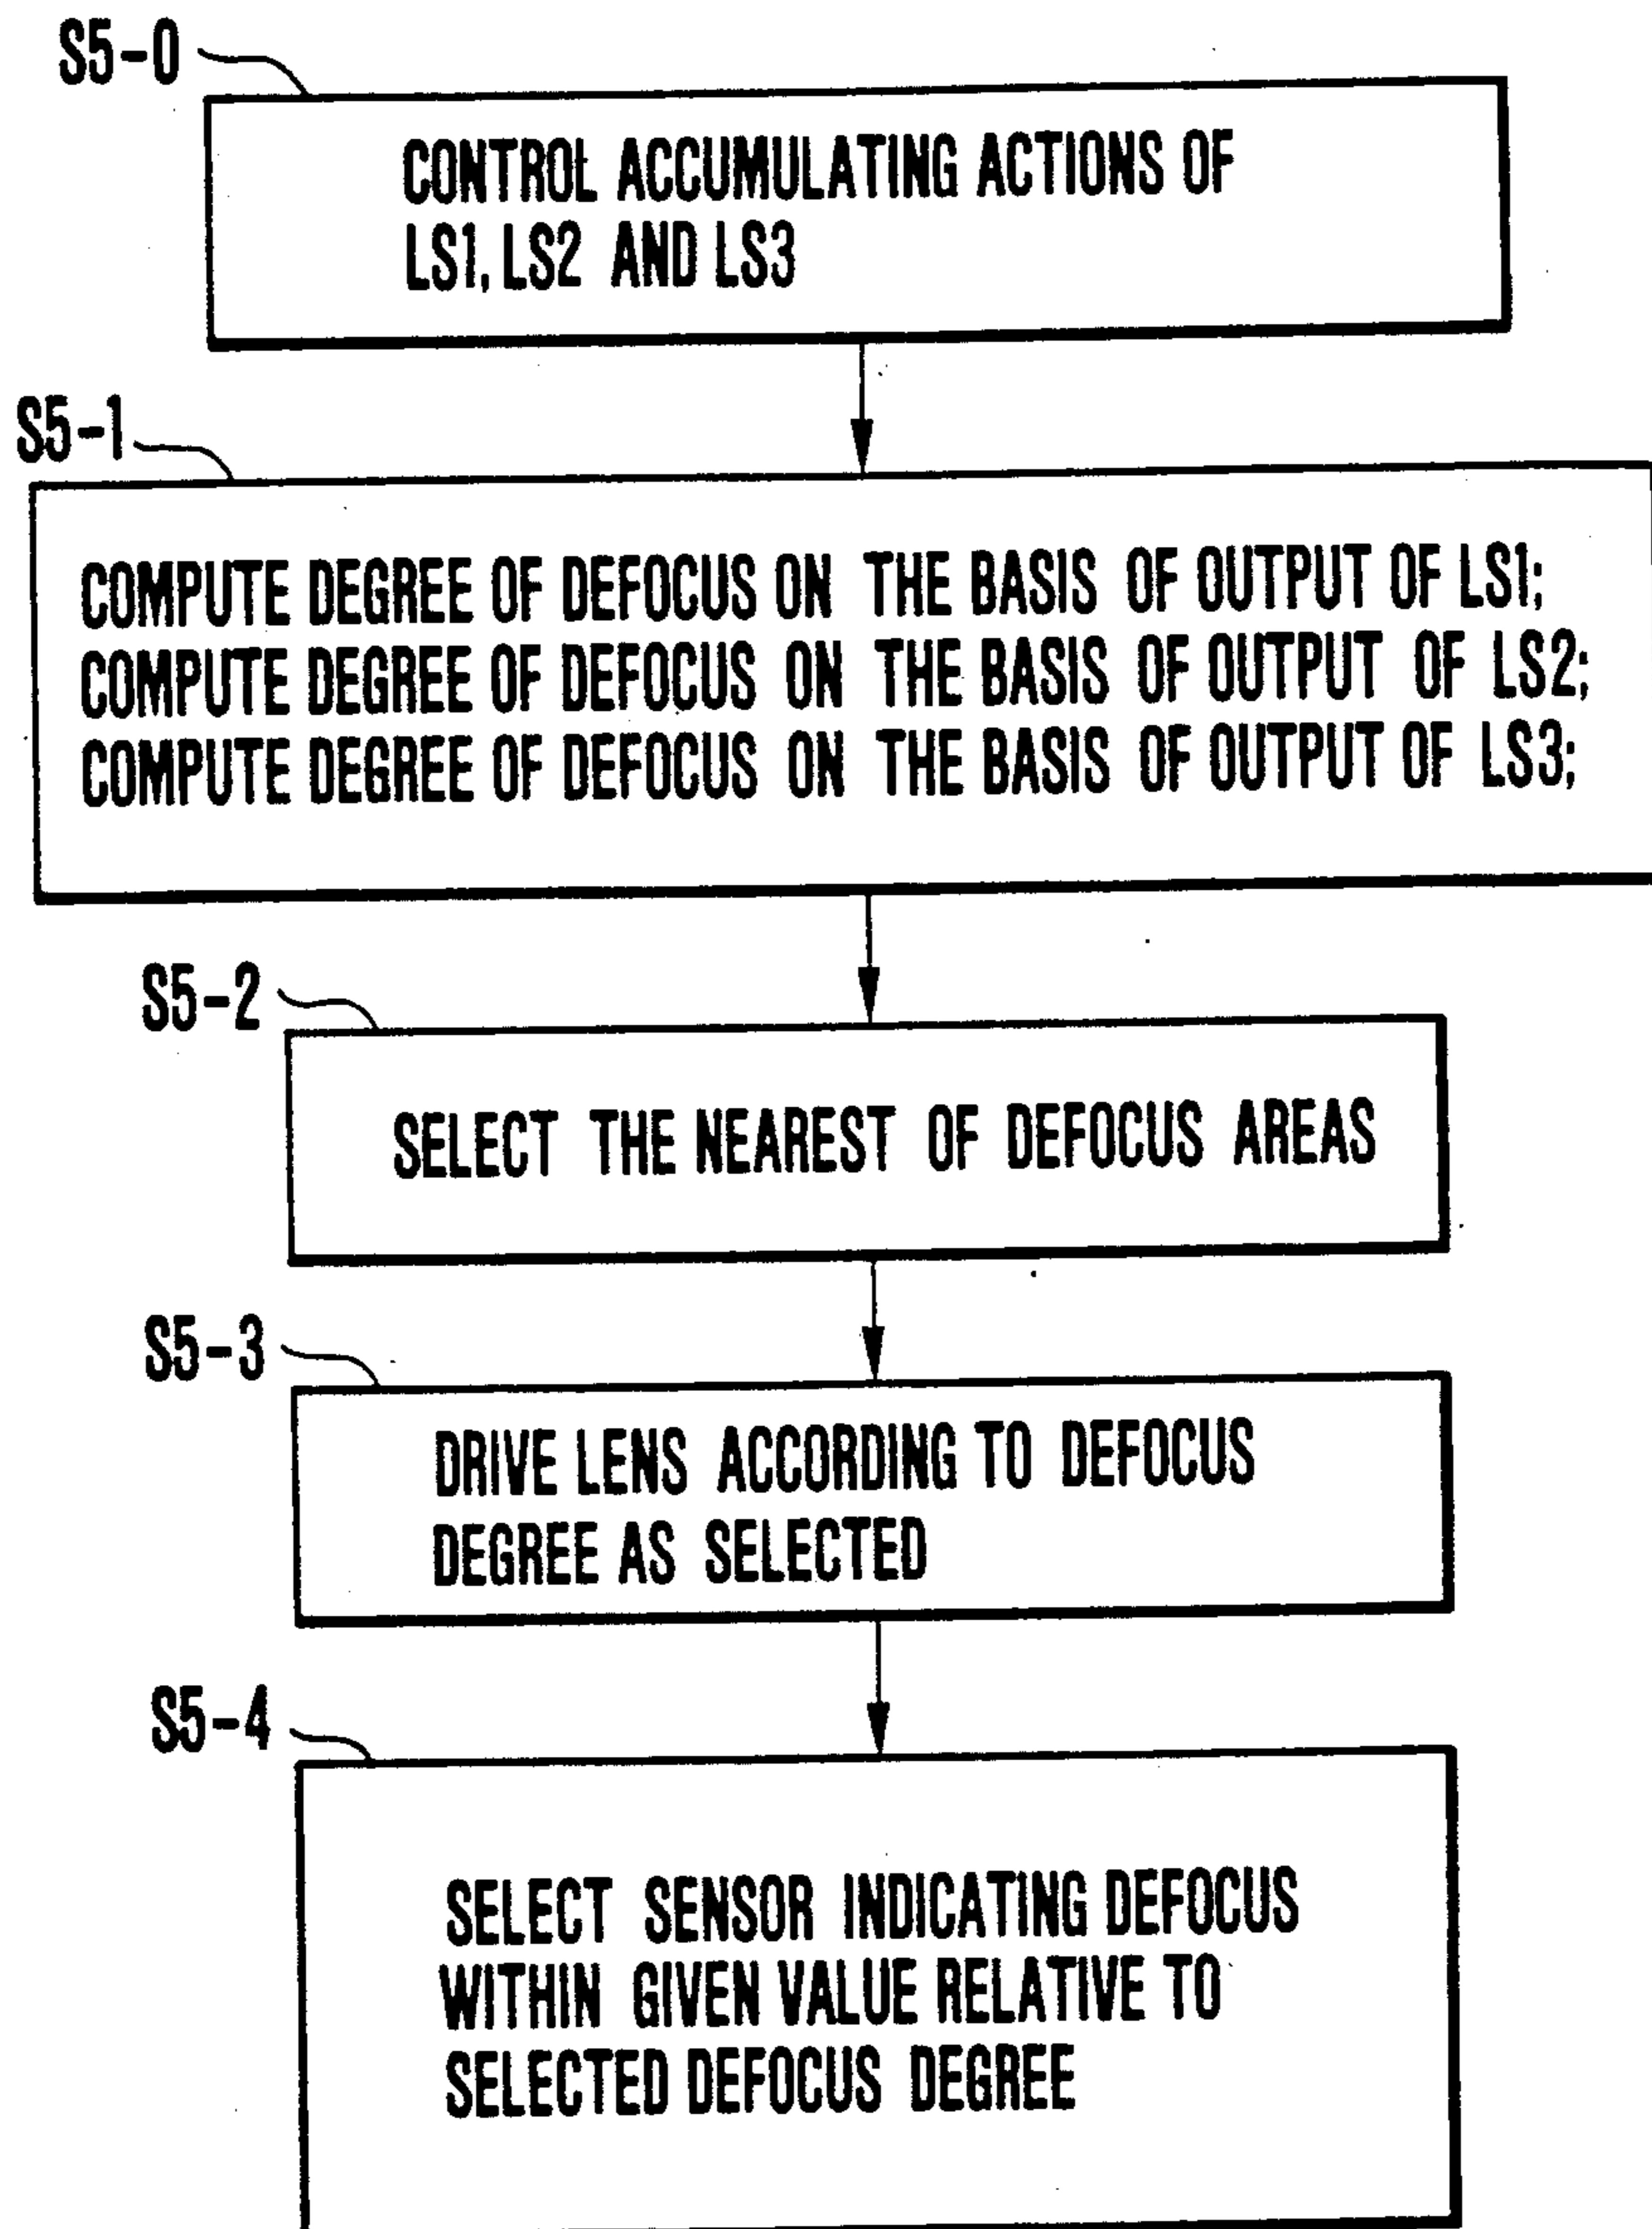 S5-0
CONTROL ACCUMULATING ACTIONS OF
LS1, LS2 AND LS3
S5-1
COMPUTE DEGREE OF DEFOCUS ON THE BASIS OF OUTPUT OF LS1;
COMPUTE DEGREE OF DEFOCUS ON THE BASIS OF OUTPUT OF LS2;
COMPUTE DEGREE OF DEFOCUS ON THE BASIS OF OUTPUT OF LS3;
S5-2
SELECT THE NEAREST OF DEFOCUS AREAS
S5-3
DRIVE LENS ACCORDING TO DEFOCUS
DEGREE AS SELECTED
S5-4
SELECT SENSOR INDICATING DEFOCUS
WITHIN GIVEN VALUE RELATIVE TO
SELECTED DEFOCUS DEGREE